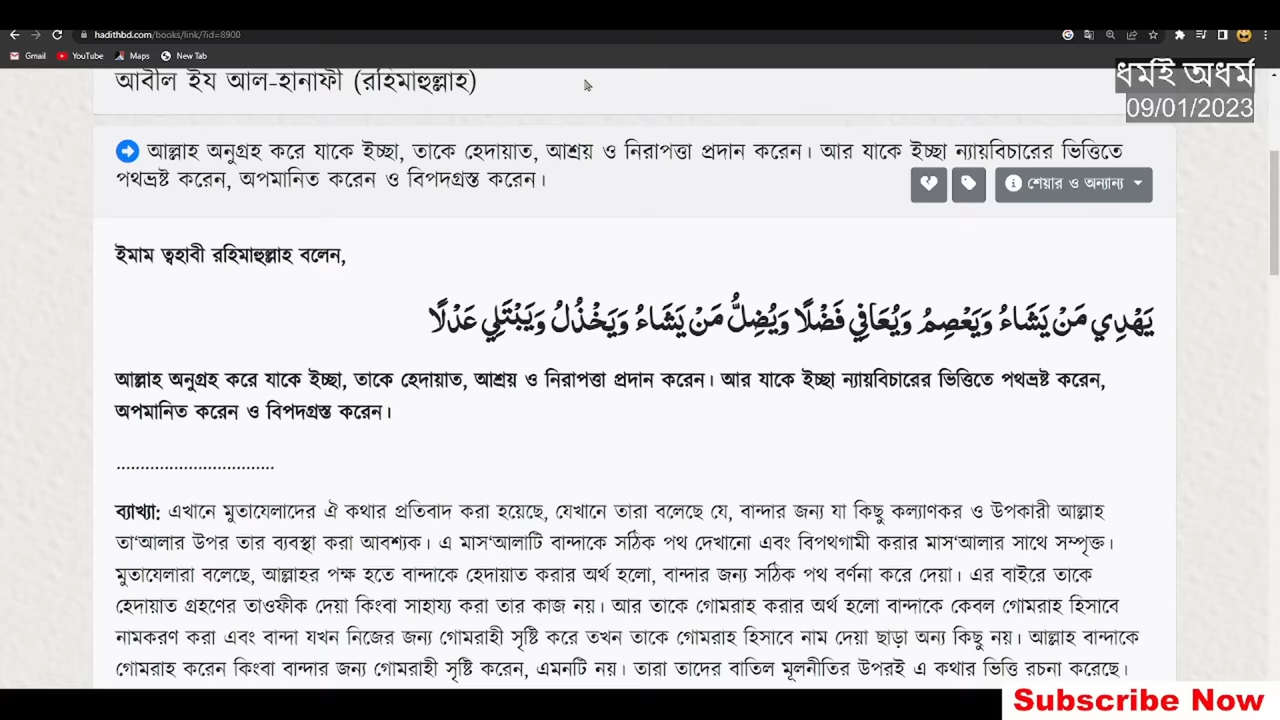 hadithbd.com/books/link/?id=8900
Gmail YouTube Maps New Tab
আবীল ইয আল-হানাফী (রহিমাহুল্লাহ)
ধর্মই অধর্ম
09/01/2023
আল্লাহ অনুগ্রহ করে যাকে ইচ্ছা, তাকে হেদায়াত, আশ্রয় ও নিরাপত্তা প্রদান করেন। আর যাকে ইচ্ছা ন্যায়বিচারের ভিত্তিতে
পথভ্রষ্ট করেন, অপমানিত করেন ও বিপদগ্রস্ত করেন।
শেয়ার ও অন্যান্য
ইমাম ত্বহাবী রহিমাহুল্লাহ বলেন,
يَهْدِي مَنْ يَشَاءُ وَيَعْصِمُ وَيُعَافِي فَضْلًا وَيُضِلُّ مَنْ يَشَاءُ وَيَخْذُلُ وَيَبْتَلِي عَدْلًا
আল্লাহ অনুগ্রহ করে যাকে ইচ্ছা, তাকে হেদায়াত, আশ্রয় ও নিরাপত্তা প্রদান করেন। আর যাকে ইচ্ছা ন্যায়বিচারের ভিত্তিতে পথভ্রষ্ট করেন,
অপমানিত করেন ও বিপদগ্রস্ত করেন।
.................................
ব্যাখ্যা: এখানে মুতাযেলাদের ঐ কথার প্রতিবাদ করা হয়েছে, যেখানে তারা বলেছে যে, বান্দার জন্য যা কিছু কল্যাণকর ও উপকারী আল্লাহ
তা'আলার উপর তার ব্যবস্থা করা আবশ্যক। এ মাস'আলাটি বান্দাকে সঠিক পথ দেখানো এবং বিপথগামী করার মাস'আলার সাথে সম্পৃক্ত।
মুতাযেলারা বলেছে, আল্লাহর পক্ষ হতে বান্দাকে হেদায়াত করার অর্থ হলো, বান্দার জন্য সঠিক পথ বর্ণনা করে দেয়া। এর বাইরে তাকে
হেদায়াত গ্রহণের তাওফীক দেয়া কিংবা সাহায্য করা তার কাজ নয়। আর তাকে গোমরাহ করার অর্থ হলো বান্দাকে কেবল গোমরাহ হিসাবে
নামকরণ করা এবং বান্দা যখন নিজের জন্য গোমরাহী সৃষ্টি করে তখন তাকে গোমরাহ হিসাবে নাম দেয়া ছাড়া অন্য কিছু নয়। আল্লাহ বান্দাকে
গোমরাহ করেন কিংবা বান্দার জন্য গোমরাহী সৃষ্টি করেন, এমনটি নয়। তারা তাদের বাতিল মূলনীতির উপরই এ কথার ভিত্তি রচনা করেছে।
Subscribe Now